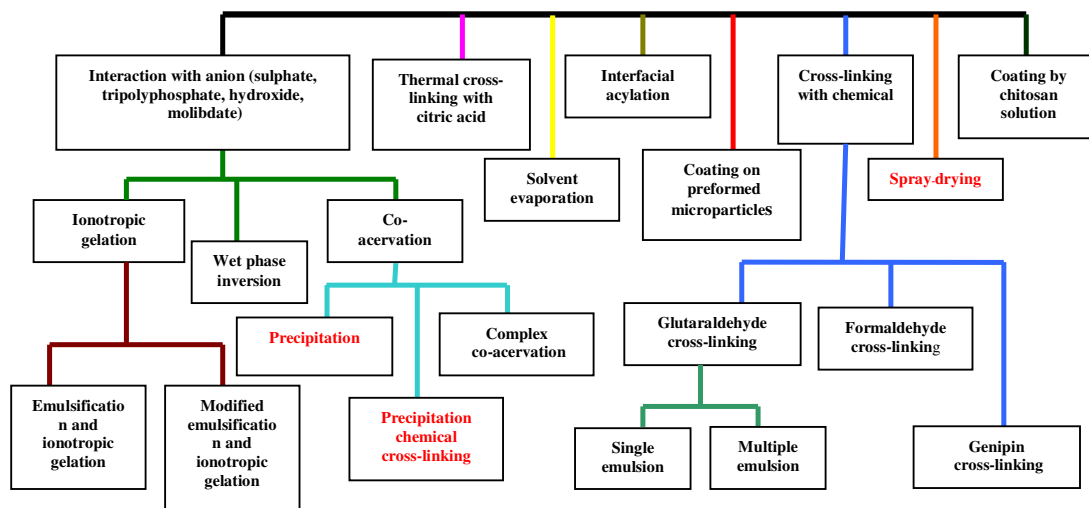 Interaction with anion (sulphate,
tripolyphosphate, hydroxide,
molibdate)
Thermal cross-
linking with
citric acid
Solvent
evaporation
Interfacial
acylation
Coating on
preformed
microparticles
Cross-linking
with chemical
Spray-drying
Coating by
chitosan
solution
Ionotropic
gelation
Wet phase
inversion
Co-
acervation
Precipitation
Precipitation
chemical
cross-linking
Complex
co-acervation
Glutaraldehyde
cross-linking
Formaldehyde
cross-linking
Emulsificatio
n and
ionotropic
gelation
Modified
emulsificatio
n and
ionotropic
gelation
Single
emulsion
Multiple
emulsion
Genipin
cross-linking